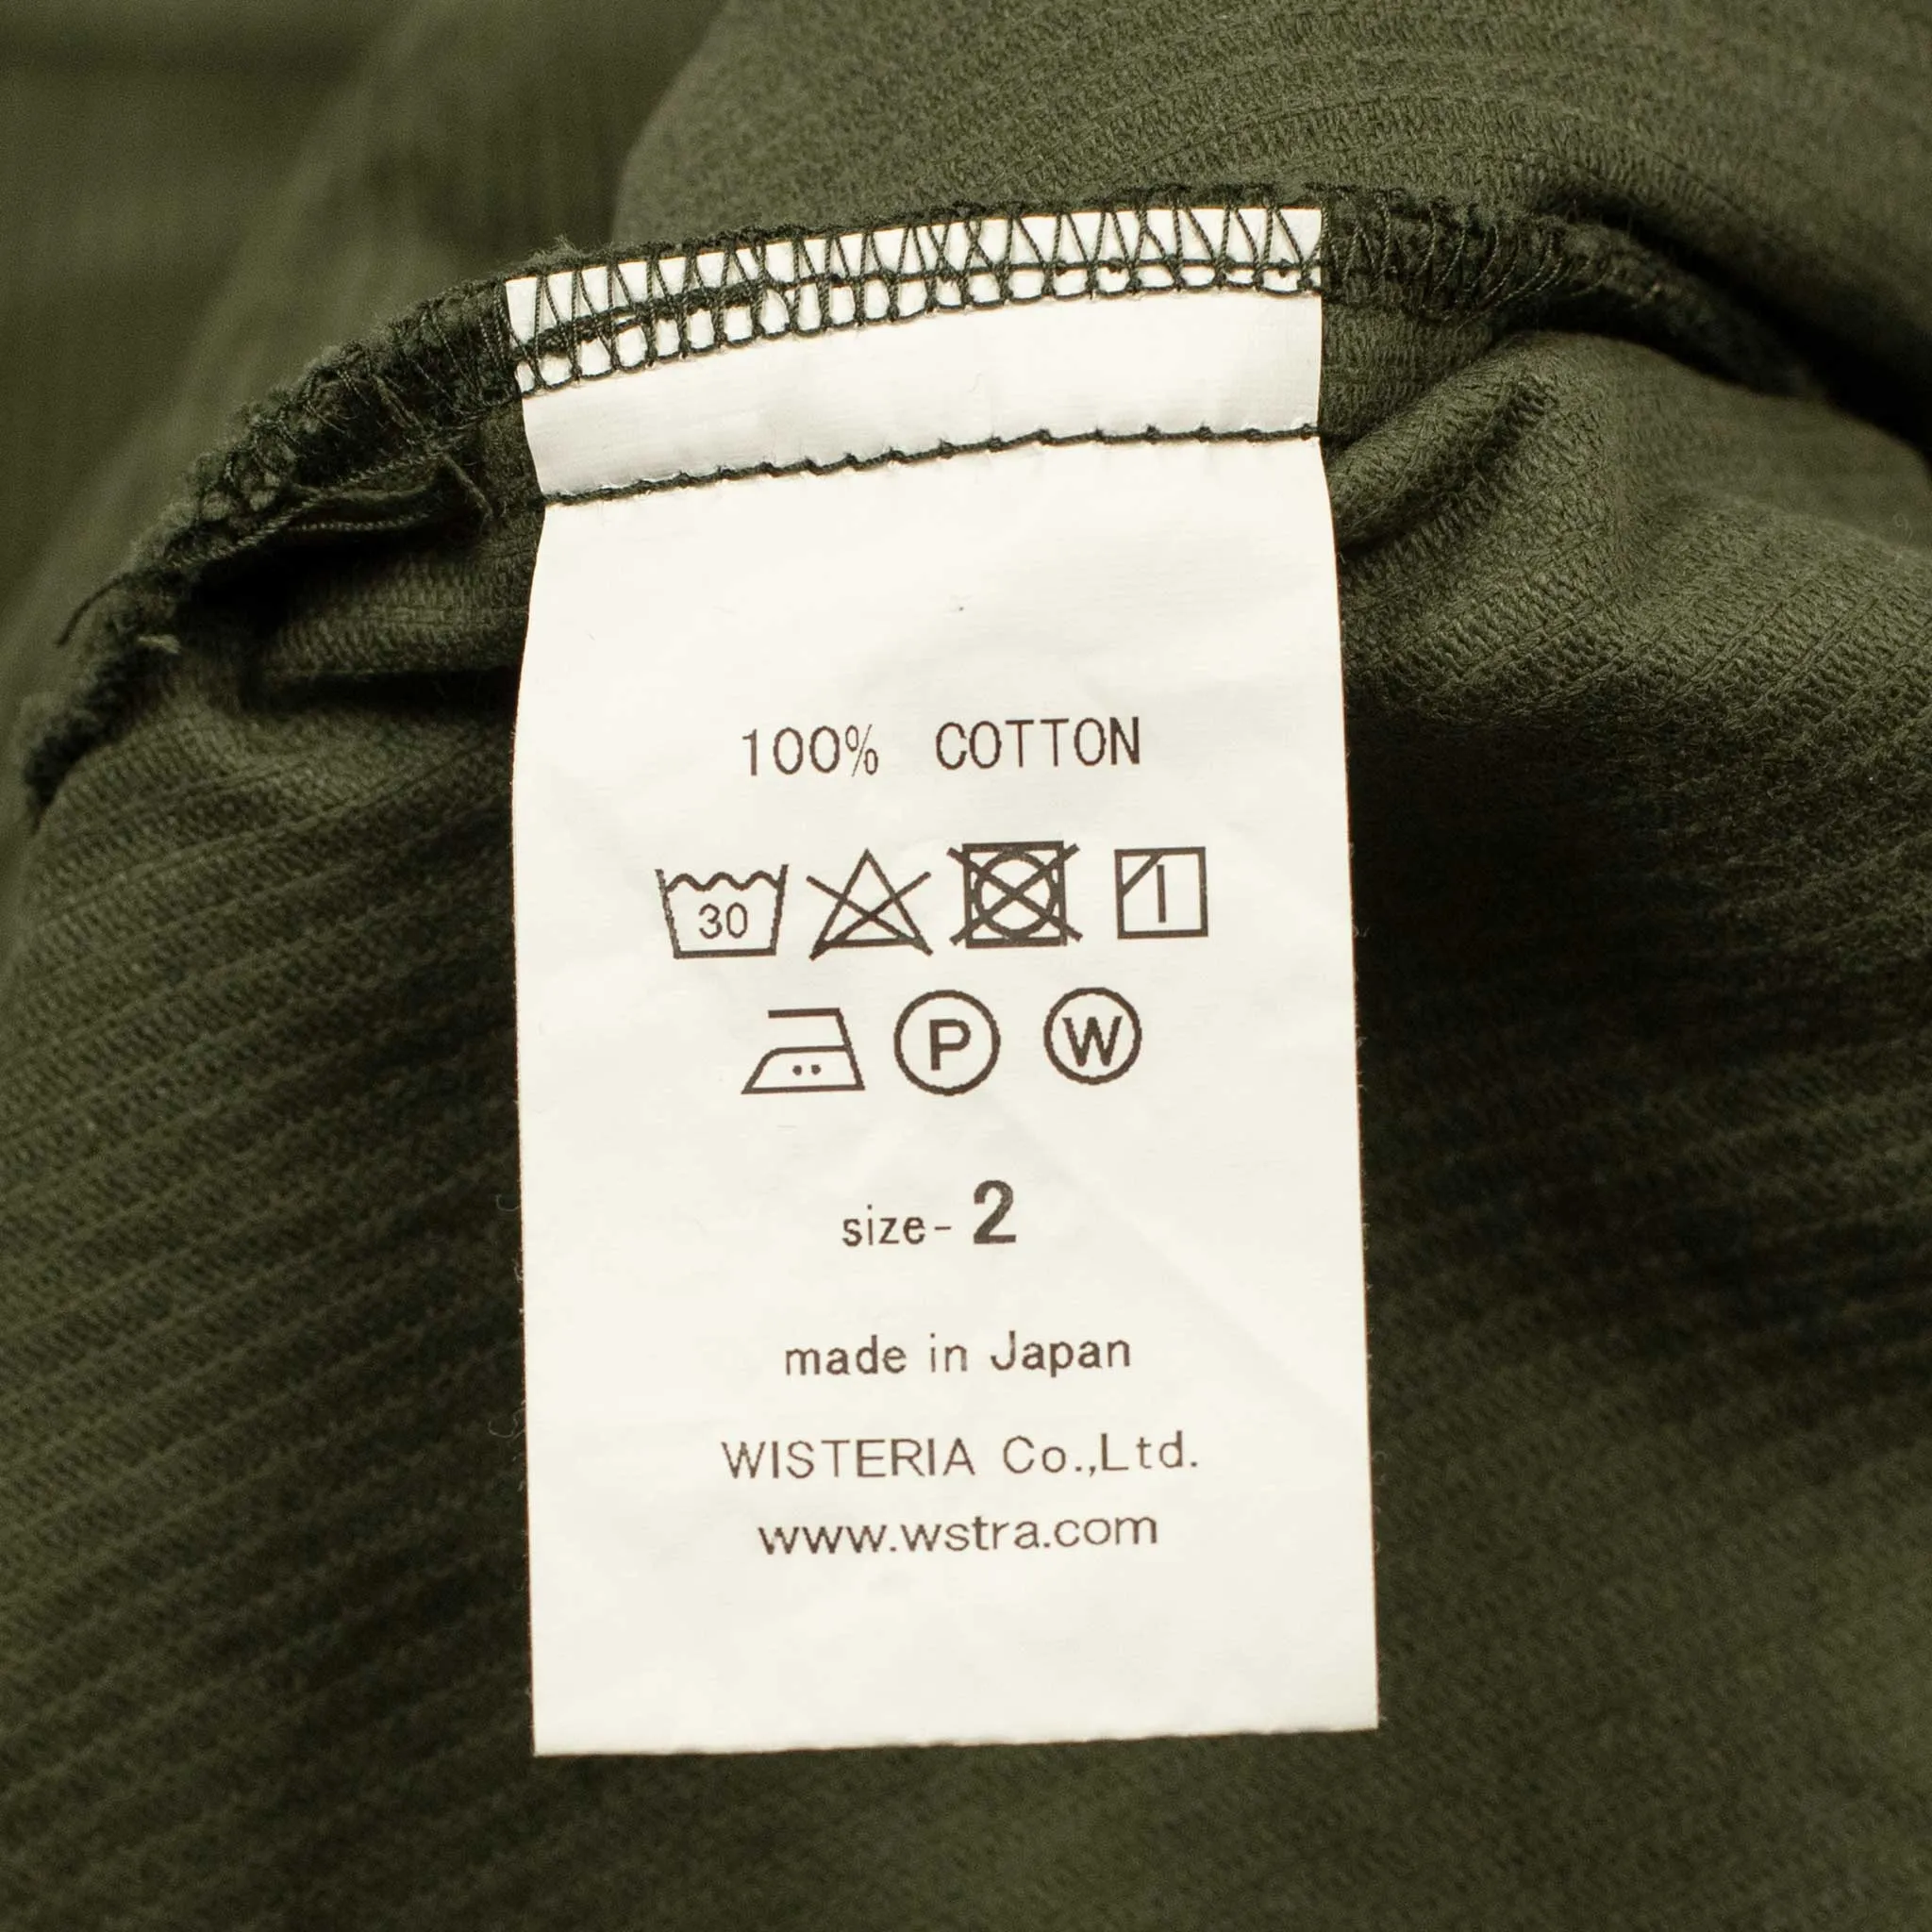 100% COTTON
30
P W
size- 2
made in Japan
WISTERIA Co.,Ltd.
www.wstra.com